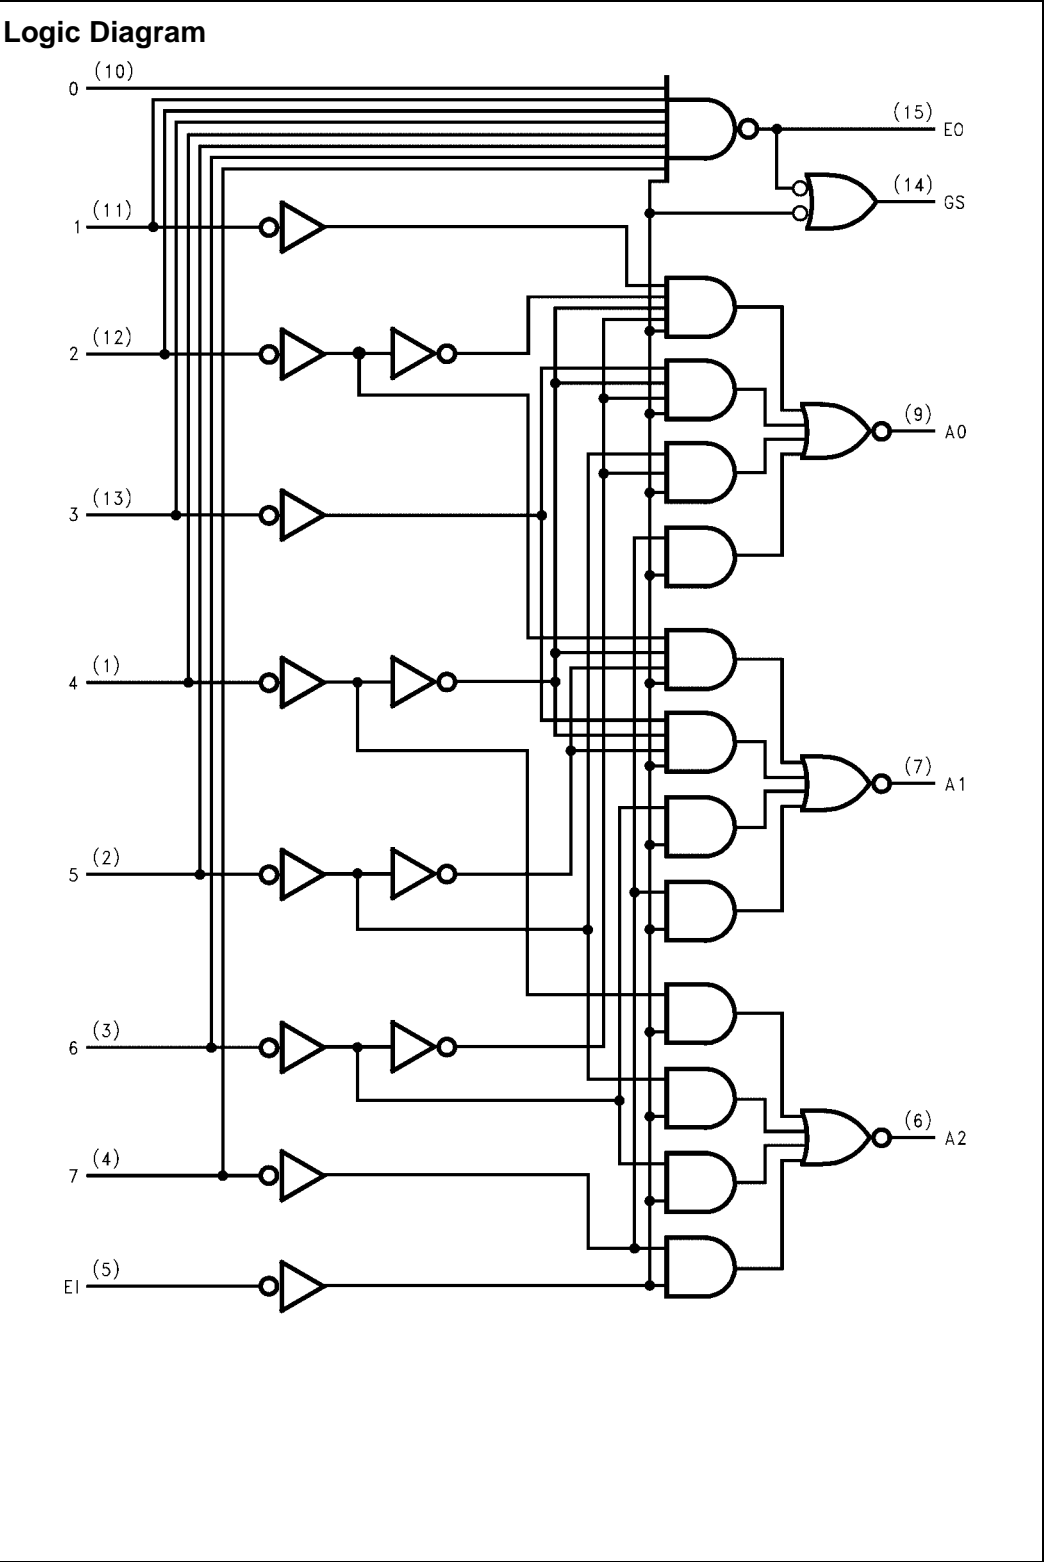 Logic Diagram
0 (10)
(15) EO
(14) GS
1 (11)
2 (12)
(9) A0
3 (13)
4 (1)
(7) A1
5 (2)
6 (3)
(6) A2
7 (4)
EI (5)